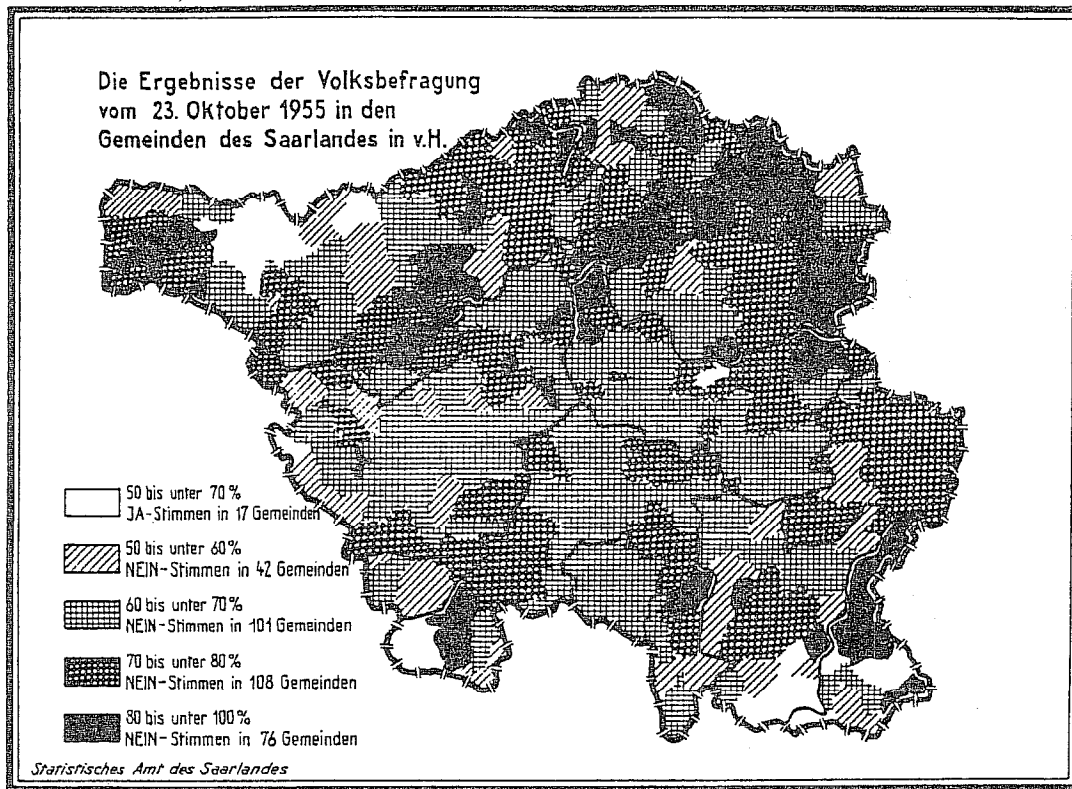 Die Ergebnisse der Volksbefragung
vom 23. Oktober 1955 in den
Gemeinden des Saarlandes in v.H.
50 bis unter 70%
JA-Stimmen in 17 Gemeinden
50 bis unter 60%
NEIN-Stimmen in 42 Gemeinden
60 bis unter 70%
NEIN-Stimmen in 101 Gemeinden
70 bis unter 80%
NEIN-Stimmen in 108 Gemeinden
80 bis unter 100%
NEIN-Stimmen in 76 Gemeinden
Statistisches Amt des Saarlandes